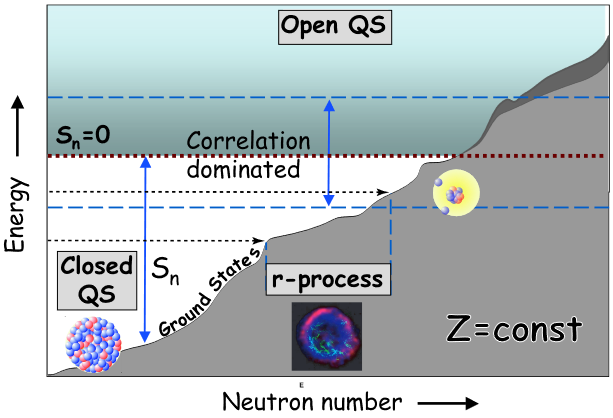 Open QS
Sn=0
Correlation
dominated
Energy
Closed
QS
Sn
Ground States
r-process
Z=const
E
Neutron number